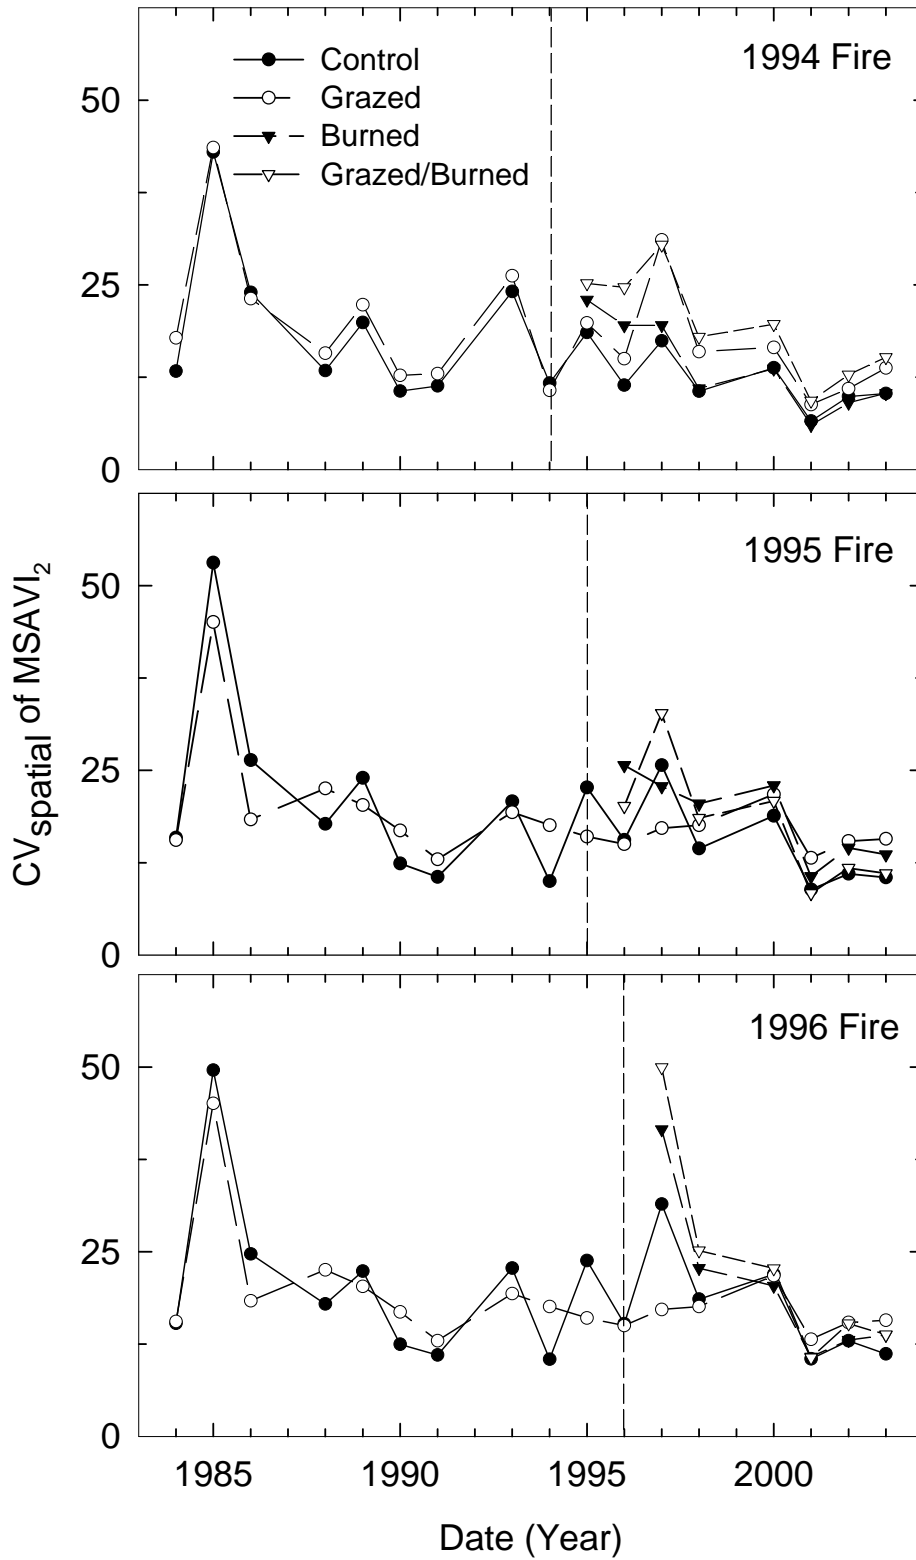 1994 Fire
Control
Grazed
Burned
Grazed/Burned
50
25
0
1995 Fire
50
25
0
CVspatial of MSAVI2
1996 Fire
50
25
0
1985 1990 1995 2000
Date (Year)